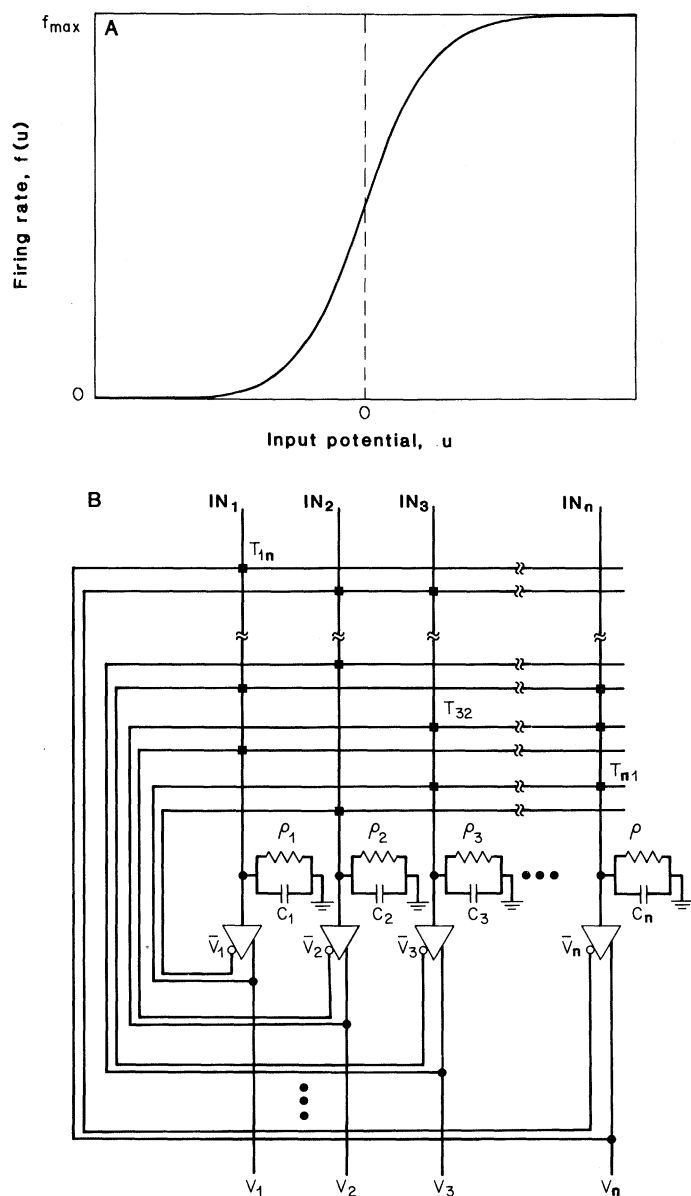 A
fmax
Firing rate, f(u)
0
0
Input potential, u
B
IN1 IN2 IN3 INn
T1n
T32
Tn1
ρ1 ρ2 ρ3 ρ
C1 C2 C3 Cn
V̄1 V̄2 V̄3 V̄n
V1 V2 V3 Vn